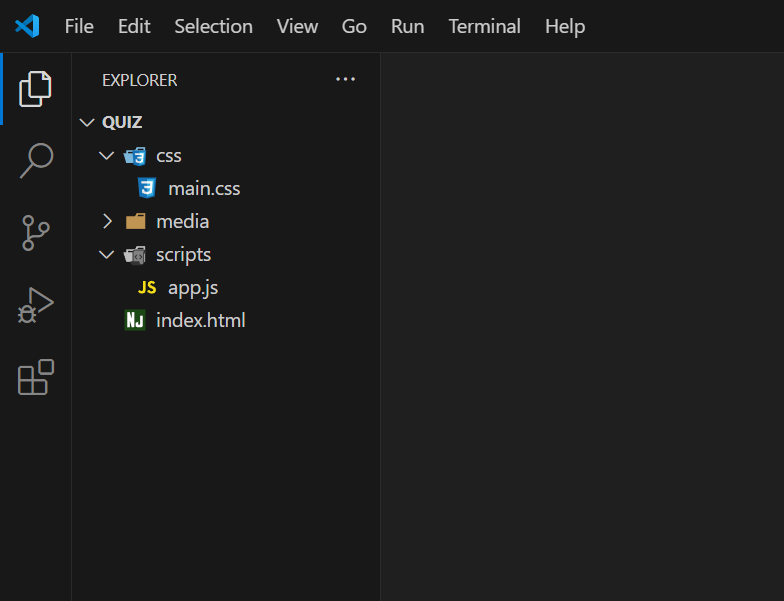 File Edit Selection View Go Run Terminal Help
EXPLORER
QUIZ
css
main.css
media
scripts
JS app.js
NJ index.html